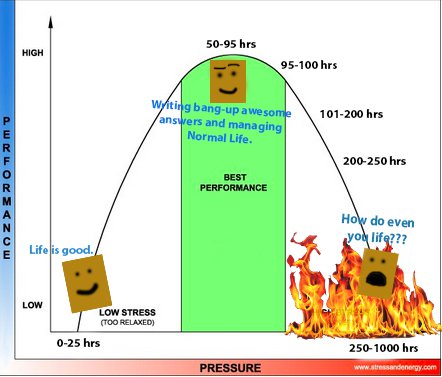 50-95 hrs
HIGH
95-100 hrs
Writing bang-up awesome
answers and managing
Normal Life.
101-200 hrs
200-250 hrs
BEST
PERFORMANCE
PERFORMANCE
How do even
you life???
Life is good.
LOW
LOW STRESS
(TOO RELAXED)
0-25 hrs
250-1000 hrs
PRESSURE
www.stressandenergy.com